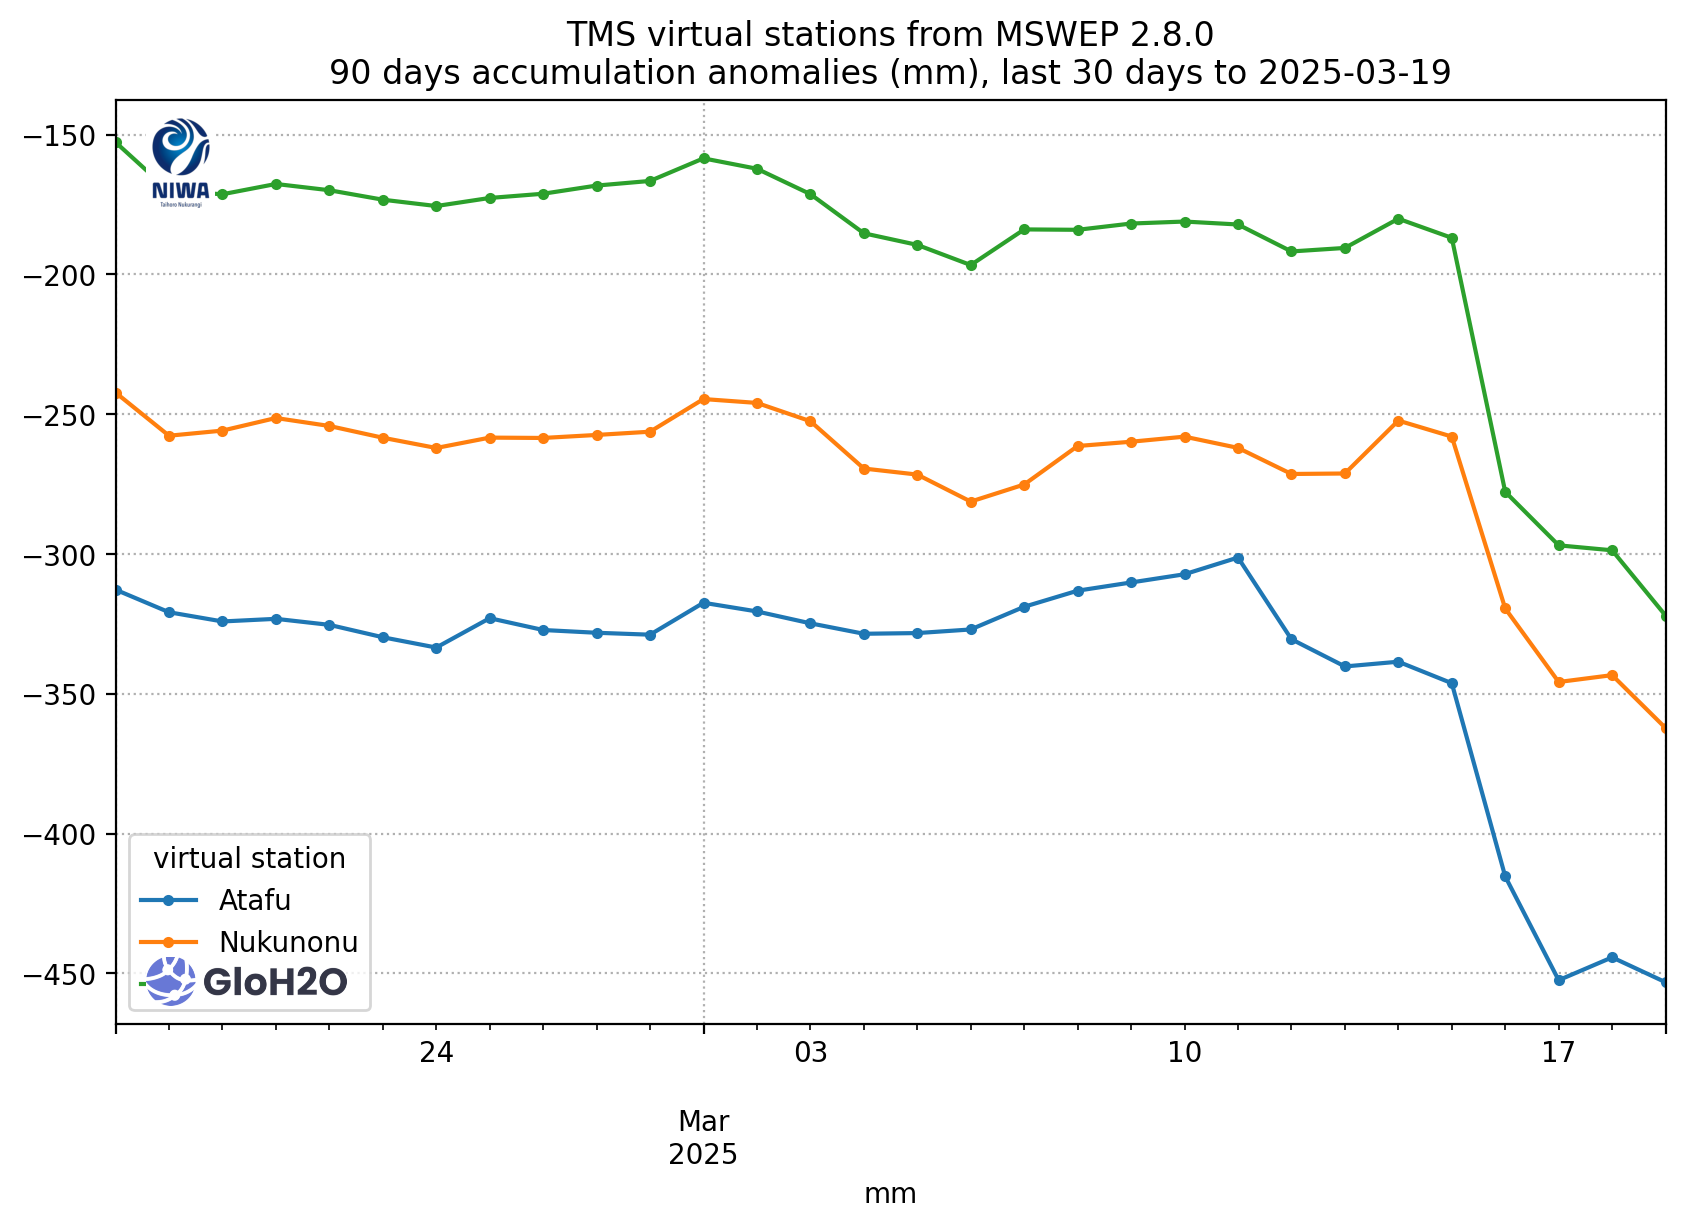 TMS virtual stations from MSWEP 2.8.0
90 days accumulation anomalies (mm), last 30 days to 2025-03-19
−150
−200
−250
−300
−350
−400
−450
NIWA
Taihoro Nukurangi
virtual station
Atafu
Nukunonu
GloH2O
24
03
10
17
Mar
2025
mm